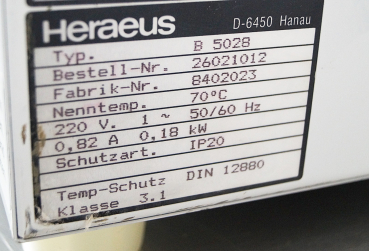 Heraeus D-6450 Hanau
Typ. B 5028
Bestell-Nr. 26021012
Fabrik-Nr. 8402023
Nenntemp. 70°C
220 V. 1 ~ 50/60 Hz
0,82 A 0.18 kW
Schutzart. IP20
Temp-Schutz DIN 12880
Klasse 3.1